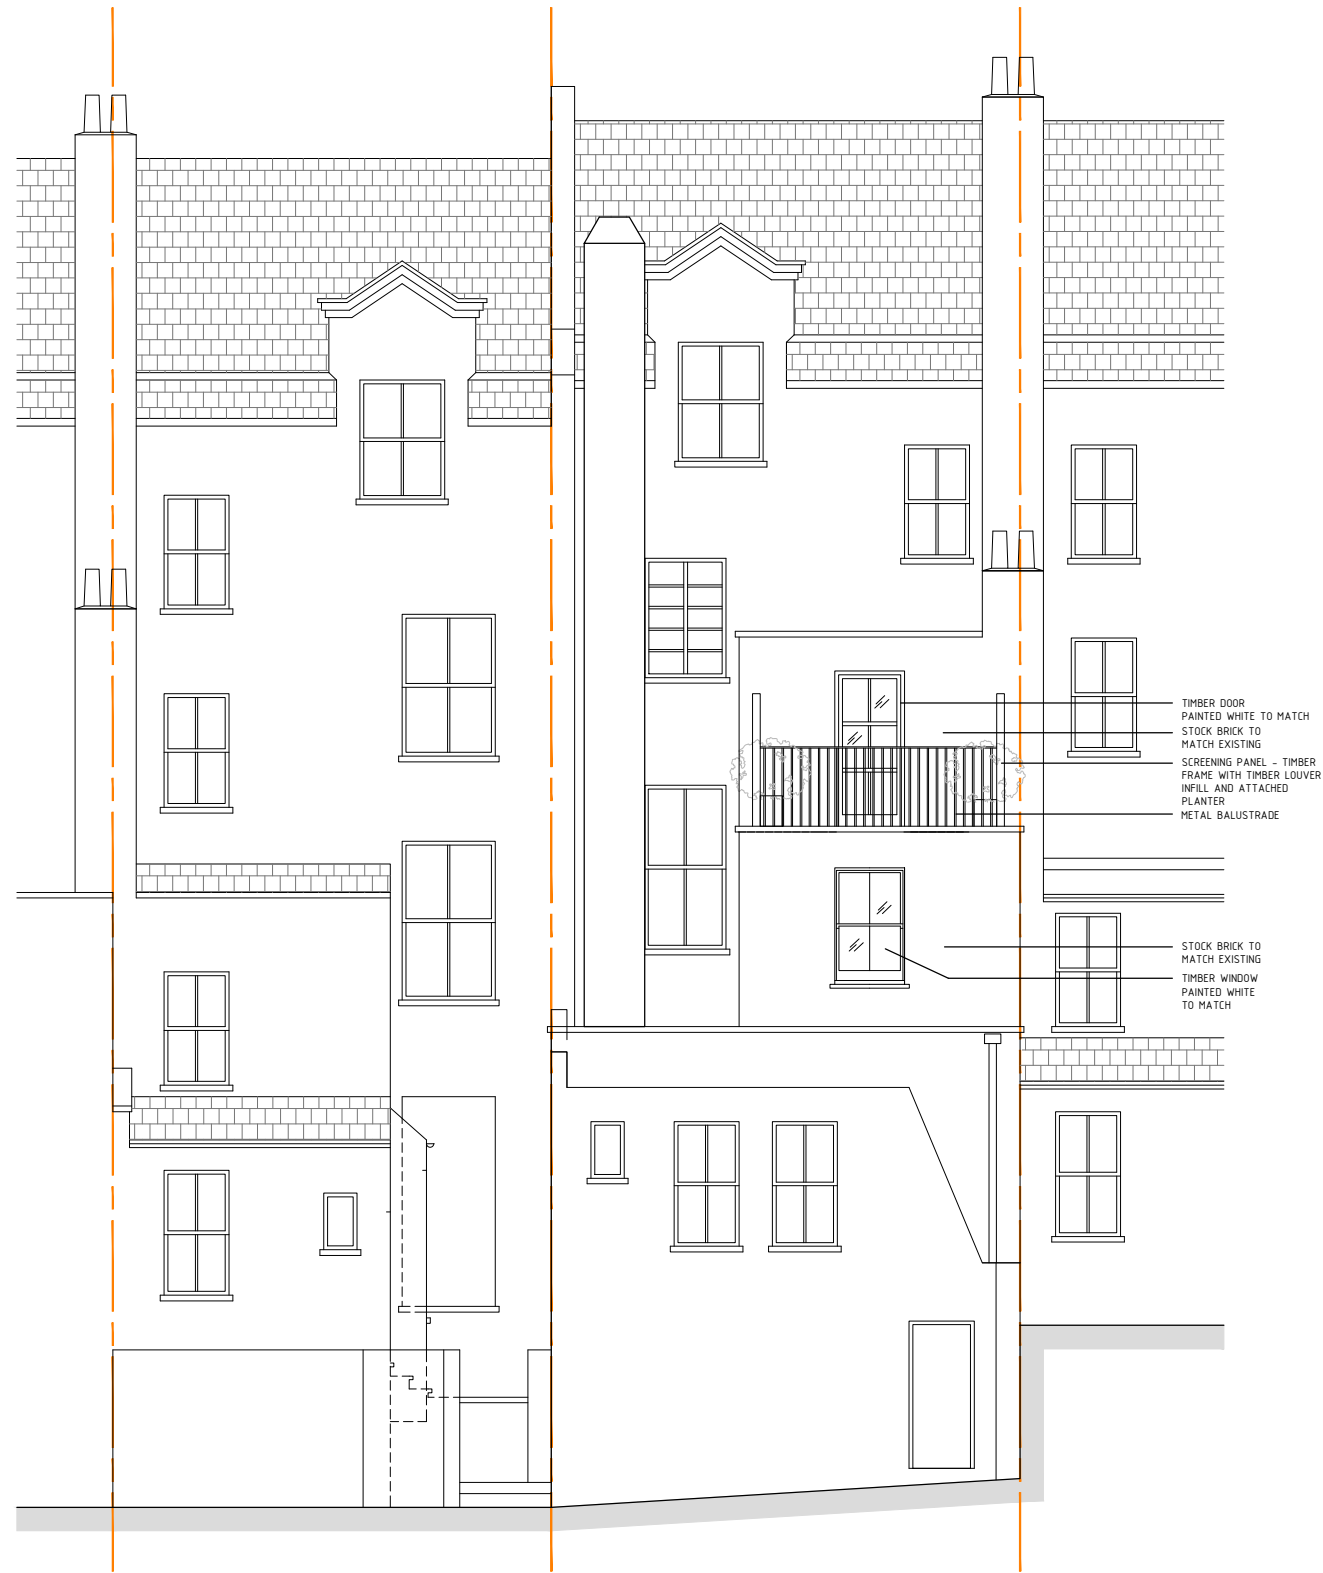 TIMBER DOOR
PAINTED WHITE TO MATCH
STOCK BRICK TO
MATCH EXISTING
SCREENING PANEL - TIMBER
FRAME WITH TIMBER LOUVER
INFILL AND ATTACHED
PLANTER
METAL BALUSTRADE
STOCK BRICK TO
MATCH EXISTING
TIMBER WINDOW
PAINTED WHITE
TO MATCH